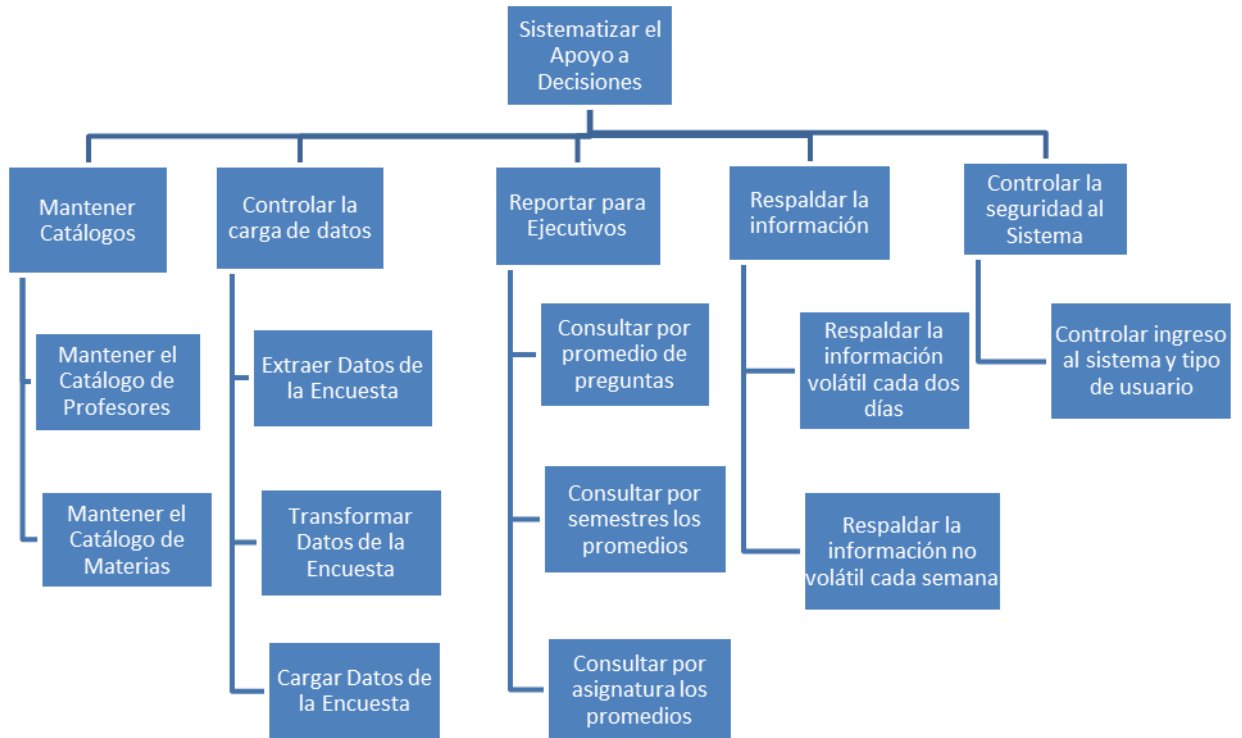 Sistematizar el
Apoyo a
Decisiones
Mantener
Catálogos
Controlar la
carga de datos
Reportar para
Ejecutivos
Respaldar la
información
Controlar la
seguridad al
Sistema
Mantener el
Catálogo de
Profesores
Mantener el
Catálogo de
Materias
Extraer Datos de
la Encuesta
Transformar
Datos de la
Encuesta
Cargar Datos de
la Encuesta
Consultar por
promedio de
preguntas
Consultar por
semestres los
promedios
Consultar por
asignatura los
promedios
Respaldar la
información
volátil cada dos
días
Respaldar la
información no
volátil cada semana
Controlar ingreso
al sistema y tipo
de usuario